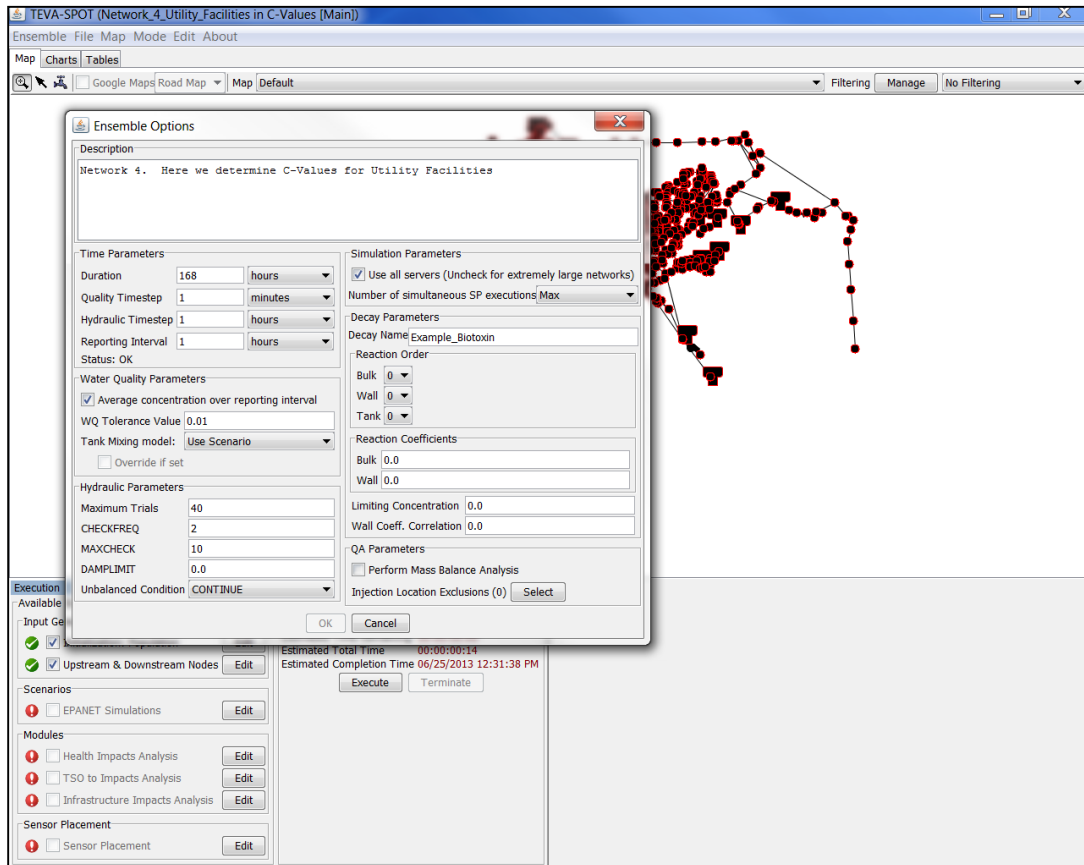 TEVA-SPOT (Network_4_Utility_Facilities in C-Values [Main])
Ensemble File Map Mode Edit About
Map Charts Tables
Google Maps Road Map Map Default Filtering Manage No Filtering
Ensemble Options
Description
Network 4. Here we determine C-Values for Utility Facilities
Time Parameters
Duration 168 hours
Quality Timestep 1 minutes
Hydraulic Timestep 1 hours
Reporting Interval 1 hours
Status: OK
Water Quality Parameters
Average concentration over reporting interval
WQ Tolerance Value 0.01
Tank Mixing model: Use Scenario
Override if set
Hydraulic Parameters
Maximum Trials 40
CHECKFREQ 2
MAXCHECK 10
DAMPLIMIT 0.0
Unbalanced Condition CONTINUE
Simulation Parameters
Use all servers (Uncheck for extremely large networks)
Number of simultaneous SP executions Max
Decay Parameters
Decay Name Example_Biotoxin
Reaction Order
Bulk 0
Wall 0
Tank 0
Reaction Coefficients
Bulk 0.0
Wall 0.0
Limiting Concentration 0.0
Wall Coeff. Correlation 0.0
QA Parameters
Perform Mass Balance Analysis
Injection Location Exclusions (0) Select
OK Cancel
Execution
Available
Input Ge
Upstream & Downstream Nodes Edit
Scenarios
EPANET Simulations Edit
Modules
Health Impacts Analysis Edit
TSO to Impacts Analysis Edit
Infrastructure Impacts Analysis Edit
Sensor Placement
Sensor Placement Edit
Estimated Total Time 00:00:00:14
Estimated Completion Time 06/25/2013 12:31:38 PM
Execute Terminate